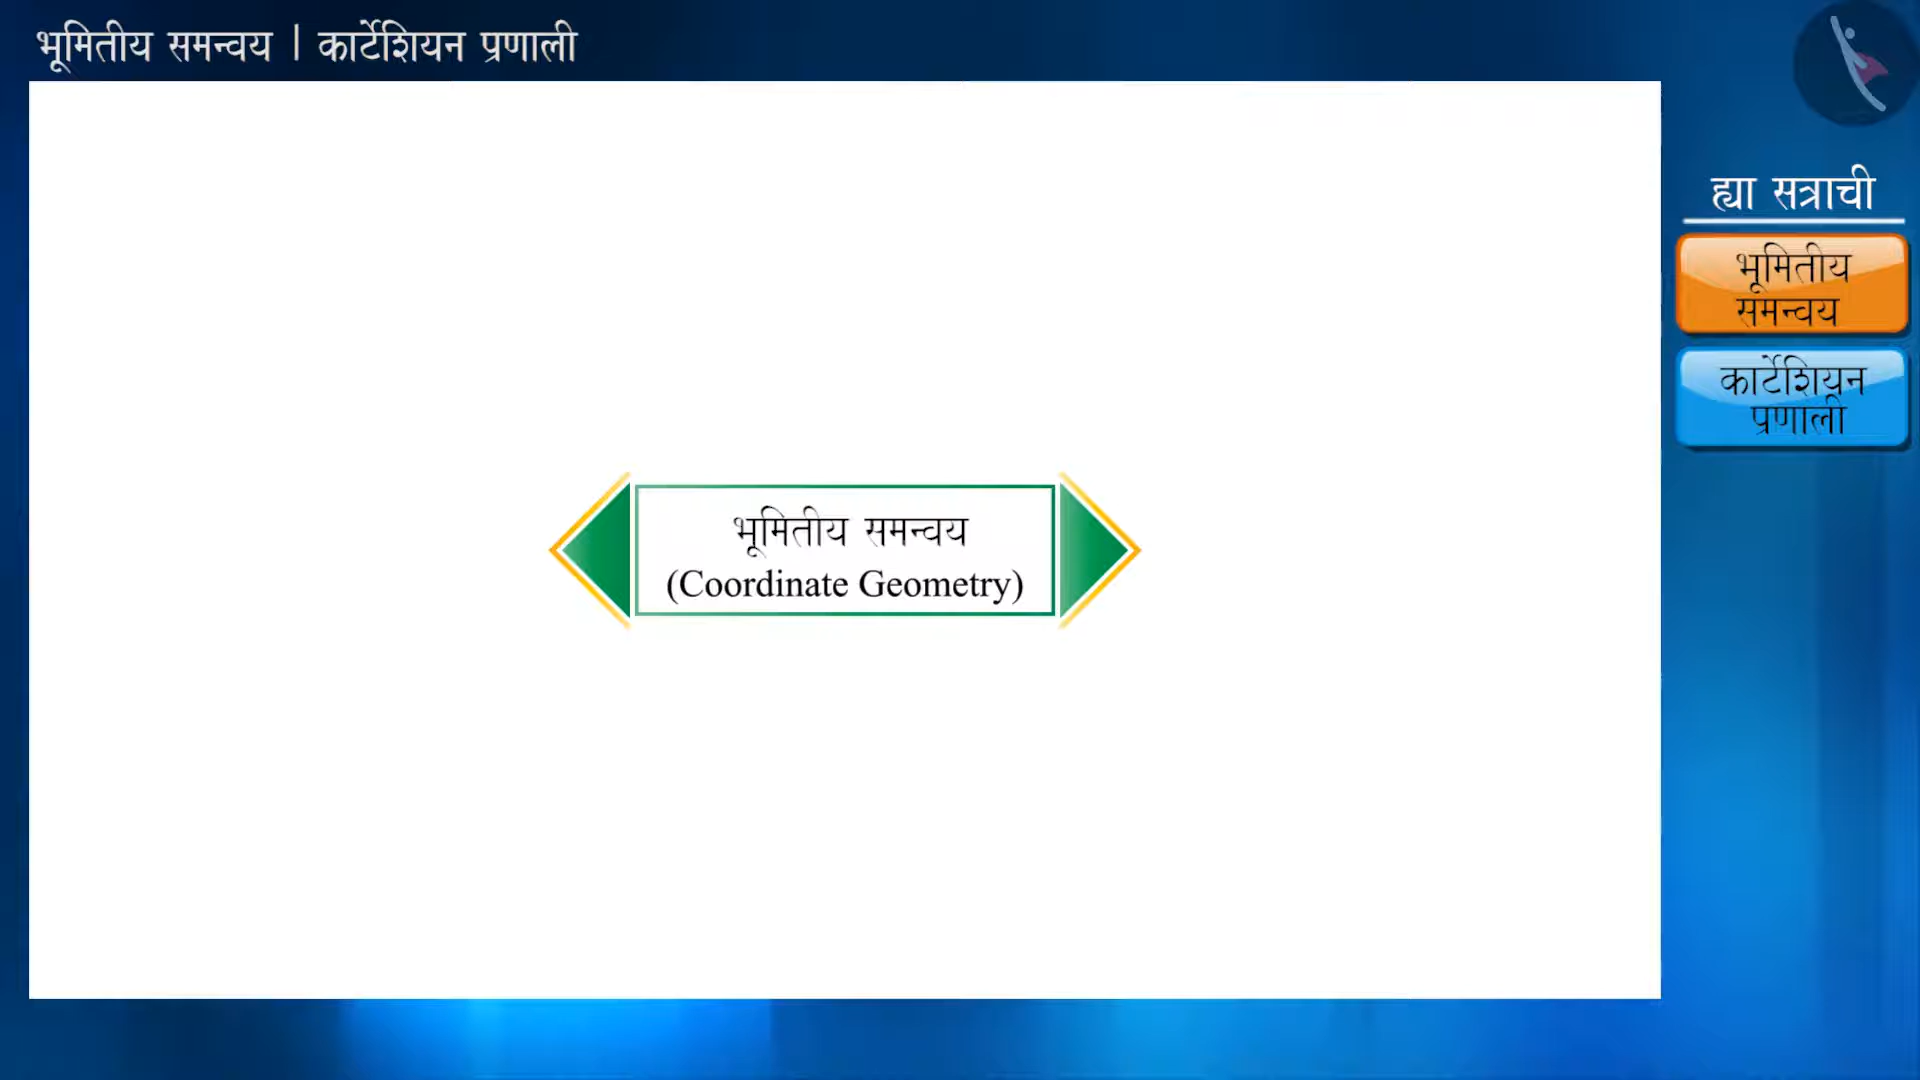 भूमितीय समन्वय | कार्टेशियन प्रणाली
ह्या सत्राची
भूमितीय
समन्वय
कार्टेशियन
प्रणाली
भूमितीय समन्वय
(Coordinate Geometry)